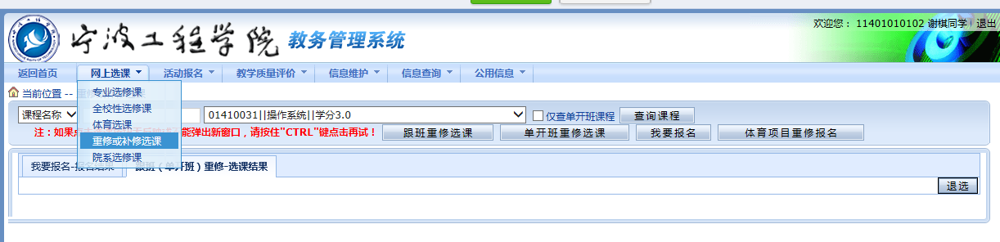 宁波工程学院 教务管理系统
欢迎您： 11401010102 谢棋同学 退出
返回首页 网上选课 活动报名 教学质量评价 信息维护 信息查询 公用信息
当前位置 -- 重修
专业选修课
全校性选修课
体育选课
重修或补修选课
院系选修课
课程名称 01410031||操作系统||学分3.0 仅查单开班课程 查询课程
注：如果点 能弹出新窗口，请按住"CTRL"键点击再试！ 跟班重修选课 单开班重修选课 我要报名 体育项目重修报名
我要报名-报名结果 跟班（单开班）重修-选课结果
退选